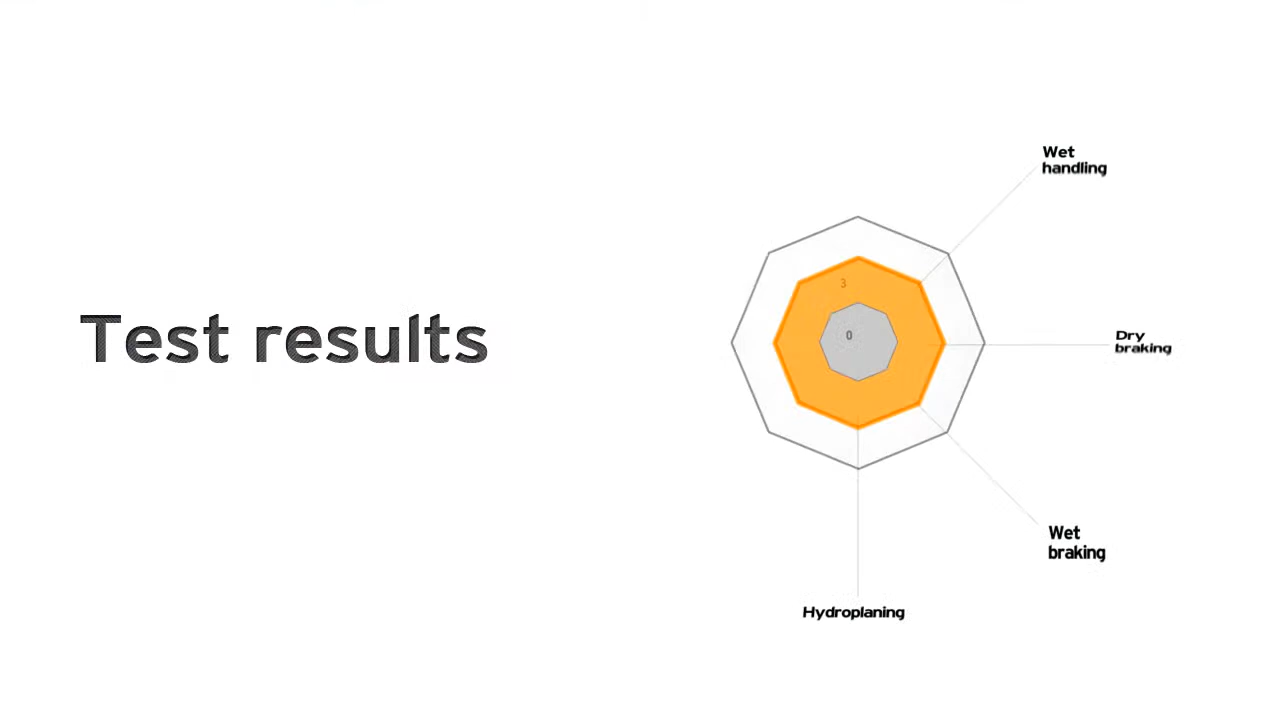 Test results
Wet
handling
3
0
Dry
braking
Wet
braking
Hydroplaning